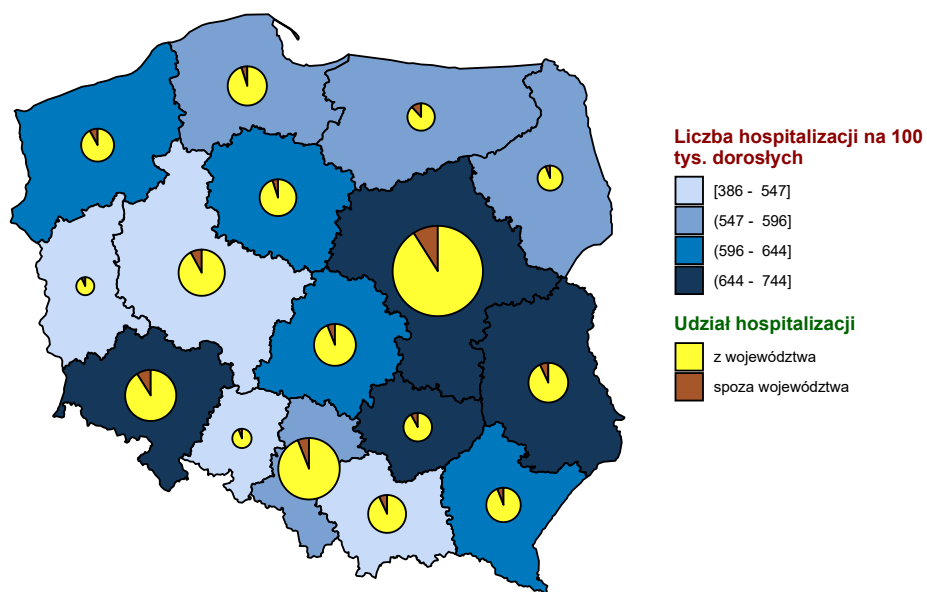 Liczba hospitalizacji na 100
tys. dorosłych
[386 - 547]
(547 - 596]
(596 - 644]
(644 - 744]
Udział hospitalizacji
z województwa
spoza województwa